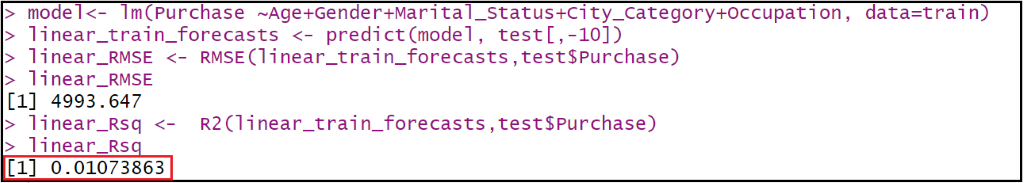 > model<- lm(Purchase ~Age+Gender+Marital_Status+City_Category+Occupation, data=train)
> linear_train_forecasts <- predict(model, test[,-10])
> linear_RMSE <- RMSE(linear_train_forecasts,test$Purchase)
> linear_RMSE
[1] 4993.647
> linear_Rsq <-  R2(linear_train_forecasts,test$Purchase)
> linear_Rsq
[1] 0.01073863